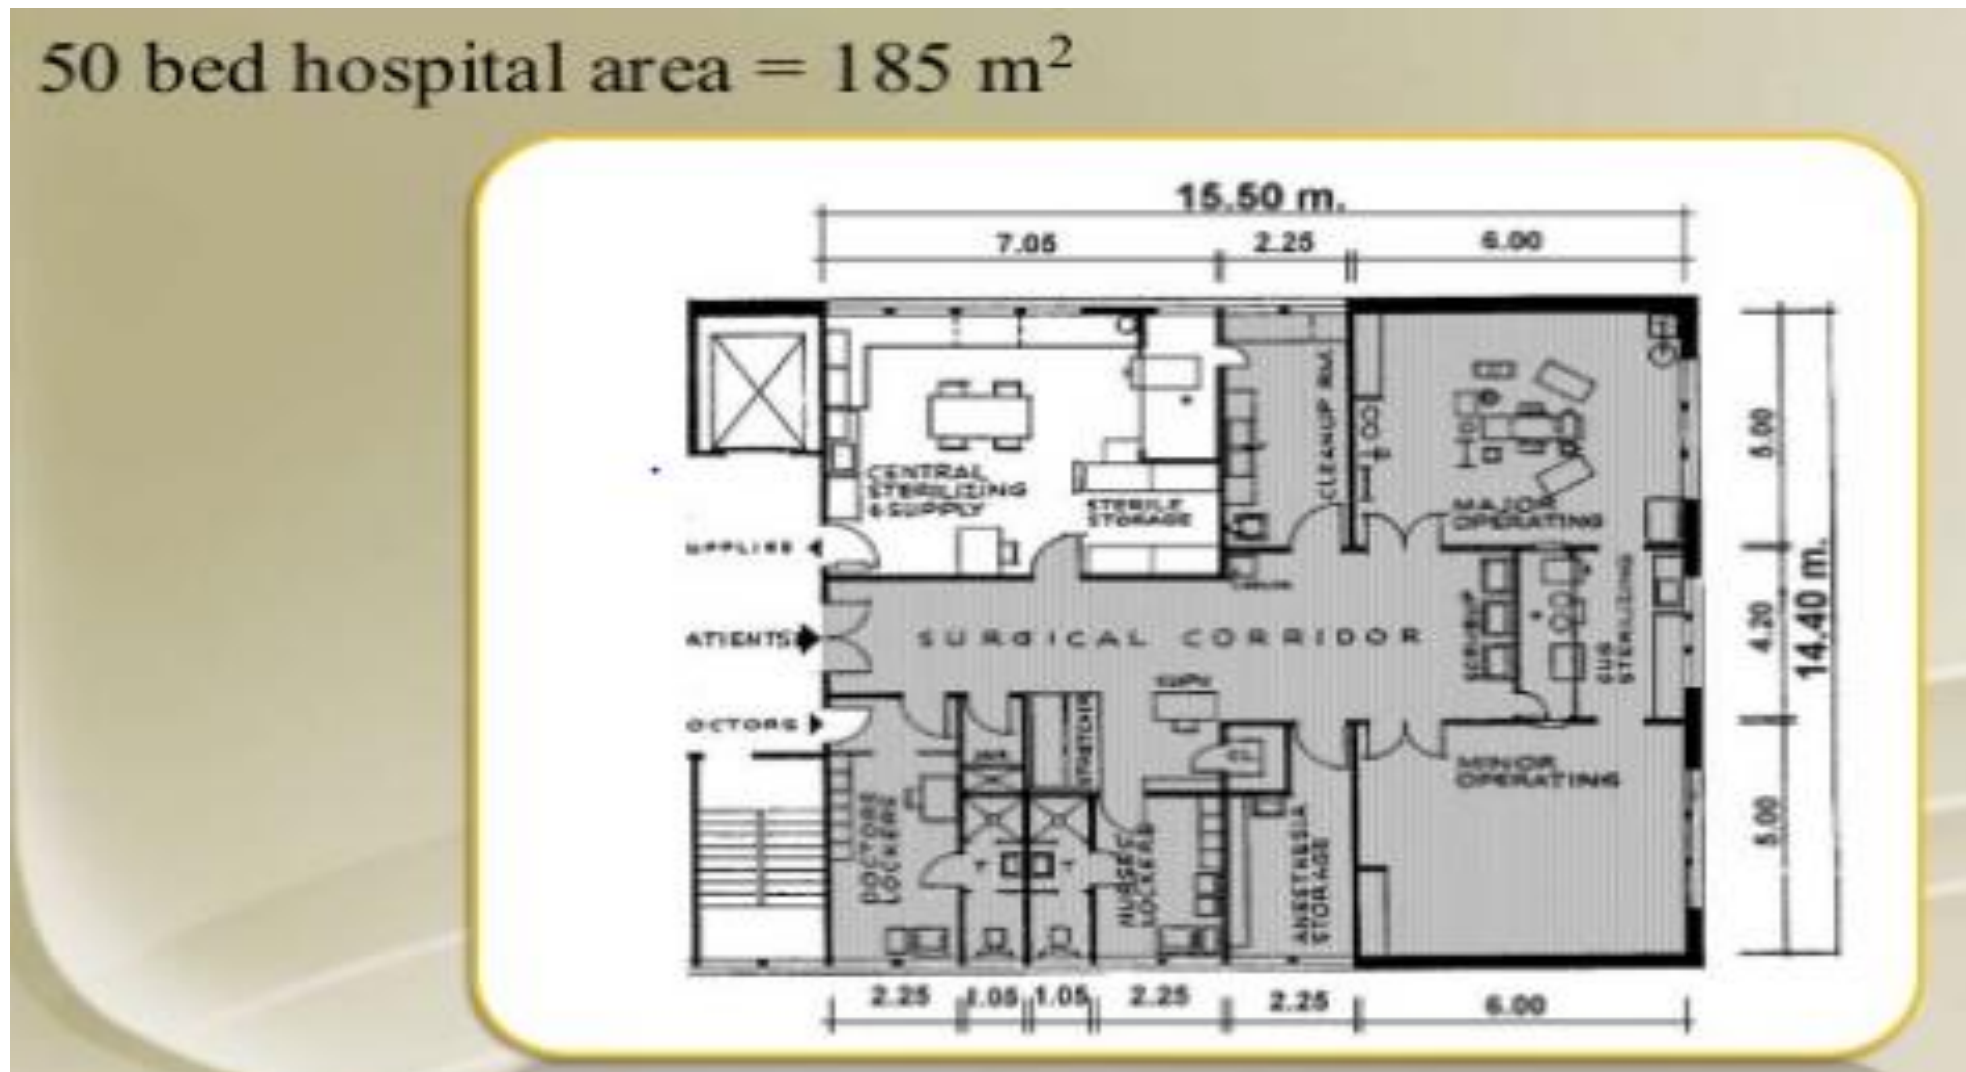 50 bed hospital area = 185 m²
15.50 m.
7.05
2.25
6.00
CLEANUP RM.
5.00
CENTRAL
STERILIZING
& SUPPLY
STERILE
STORAGE
MAJOR
OPERATING
UPPLIES
ATIENTS
SURGICAL CORRIDOR
SCRUB-UP
SUB
STERILIZING
4.20
14.40 m.
OCTORS
STRETCHER
MINOR
OPERATING
DOCTORS
LOCKERS
NURSES
LOCKERS
ANESTHESIA
STORAGE
5.00
2.25
1.05
1.05
2.25
2.25
6.00